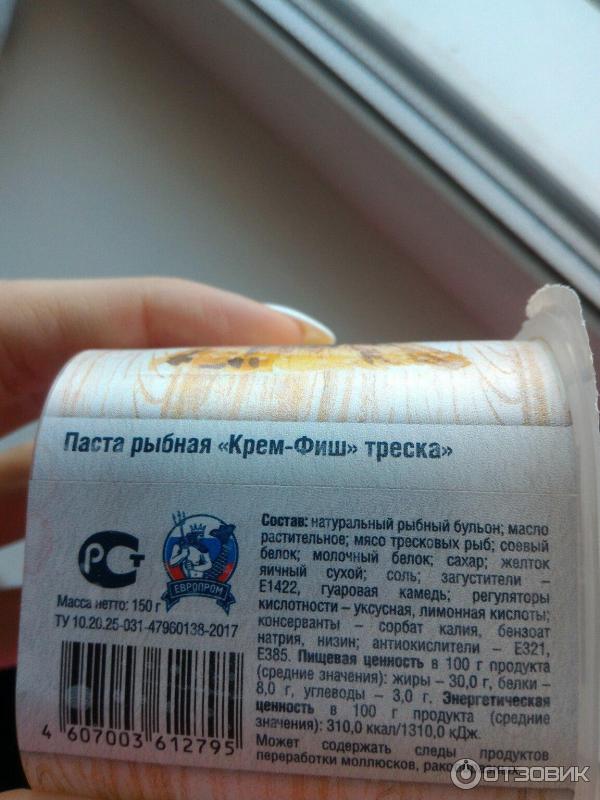 Паста рыбная «Крем-Фиш» треска»
РСТ
ЕВРОПРОМ
Масса нетто: 150 г
ТУ 10.20.25-031-47960138-2017
4 607003 612795
Состав: натуральный рыбный бульон; масло
растительное; мясо тресковых рыб; соевый
белок; молочный белок; сахар; желток
яичный сухой; соль; загустители –
Е1422, гуаровая камедь; регуляторы
кислотности – уксусная, лимонная кислоты;
консерванты – сорбат калия, бензоат
натрия, низин; антиокислители – Е321,
Е385. Пищевая ценность в 100 г продукта
(средние значения): жиры – 30,0 г, белки –
8,0 г, углеводы – 3,0 г. Энергетическая
ценность в 100 г продукта (средние
значения): 310,0 ккал/1310,0 кДж.
Может содержать следы продуктов
переработки моллюсков,
ОТЗОВИК